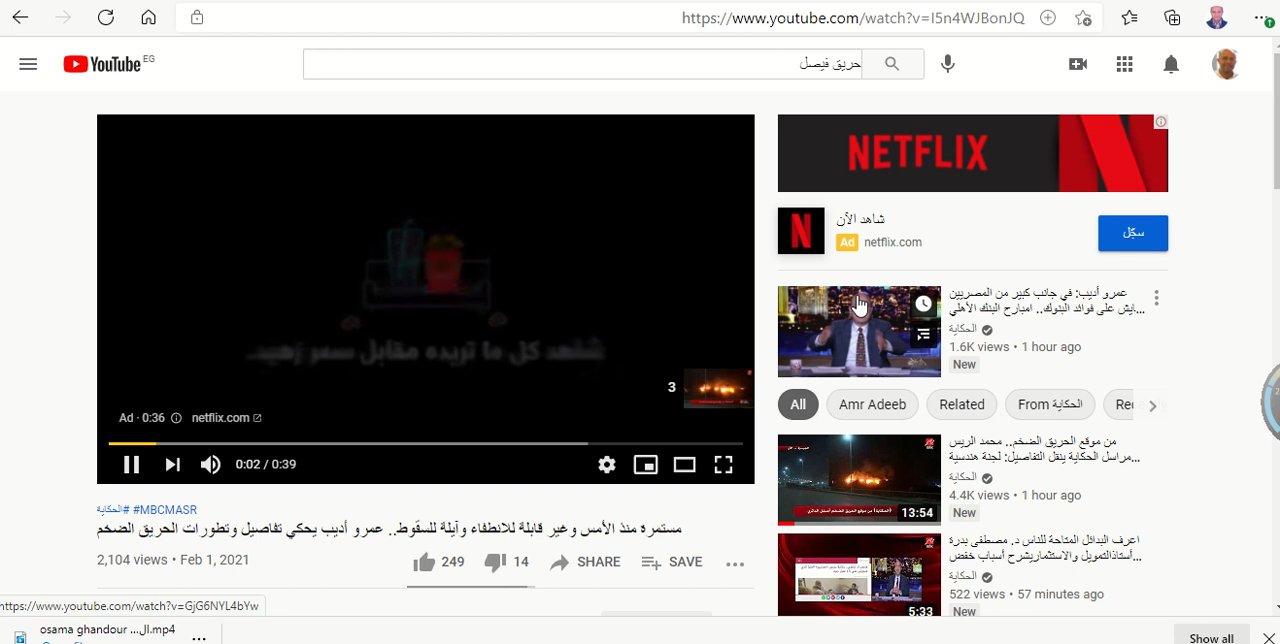 https://www.youtube.com/watch?v=I5n4WJBonJQ
YouTube EG
حريق فيصل
شاهد كل ما تريده مقابل سعر زهيد.
3
Ad · 0:36
netflix.com
0:02 / 0:39
#MBCMASR #الحكاية
مستمرة منذ الأمس وغير قابلة للانطفاء وايلة للسقوط.. عمرو أديب يحكي تفاصيل وتطورات الحريق الضخم
2,104 views • Feb 1, 2021
249
14
SHARE
SAVE
NETFLIX
شاهد الآن
Ad netflix.com
سجّل
عمرو أديب: في جانب كبير من المصريين
...عايش على فوائد البنوك.. امبارح البنك الأهلي
الحكاية
1.6K views • 1 hour ago
New
All
Amr Adeeb
Related
From الحكاية
من موقع الحريق الضخم.. محمد الريس
...مراسل الحكاية ينقل التفاصيل: لجنة هندسية
الحكاية
4.4K views • 1 hour ago
New
13:54
اعرف البدائل المتاحة للناس د. مصطفى بدرة
...أستاذالتمويل والاستثماريشرح أسباب خفض
الحكاية
522 views • 57 minutes ago
New
5:33
https://www.youtube.com/watch?v=GjG6NYL4bYw
osama ghandour ...ال.mp4
Show all